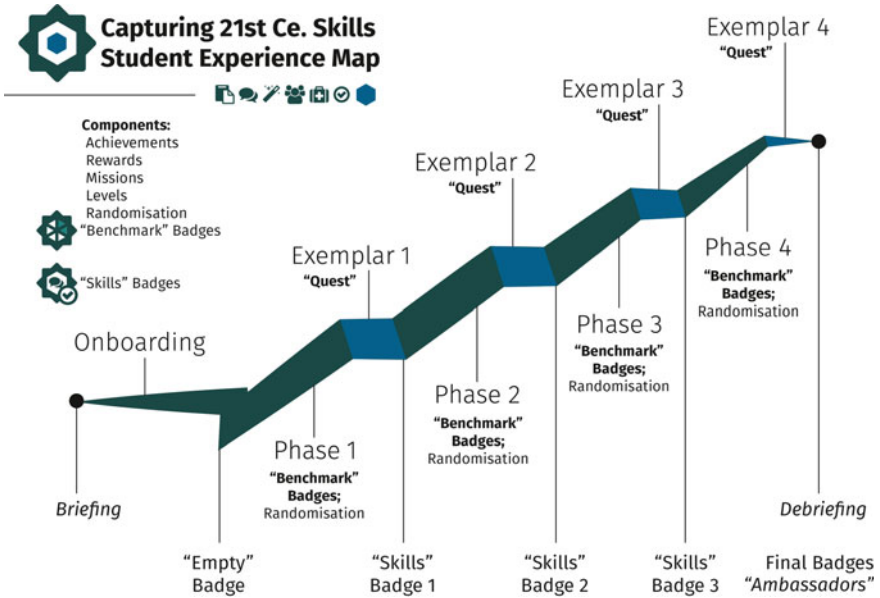 Capturing 21st Ce. Skills
Student Experience Map
Components:
Achievements
Rewards
Missions
Levels
Randomisation
“Benchmark” Badges
“Skills” Badges
Onboarding
Briefing
“Empty”
Badge
Phase 1
“Benchmark”
Badges;
Randomisation
Exemplar 1
“Quest”
“Skills”
Badge 1
Phase 2
“Benchmark”
Badges;
Randomisation
Exemplar 2
“Quest”
“Skills”
Badge 2
Phase 3
“Benchmark”
Badges;
Randomisation
Exemplar 3
“Quest”
“Skills”
Badge 3
Phase 4
“Benchmark”
Badges;
Randomisation
Exemplar 4
“Quest”
Debriefing
Final Badges
“Ambassadors”